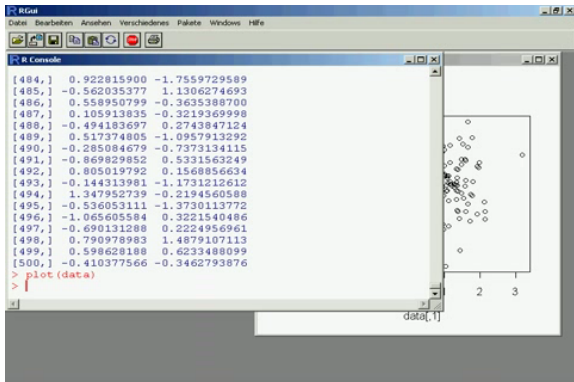 RGui
Datei Bearbeiten Ansehen Verschiedenes Pakete Windows Hilfe
R Console
[484,] 0.922815900 -1.7559729589
[485,] -0.562035377 1.1306274693
[486,] 0.558950799 -0.3635388700
[487,] 0.105913835 -0.3219369998
[488,] -0.494183697 0.2743847124
[489,] 0.517374805 -1.0957913292
[490,] -0.285084679 -0.7373134115
[491,] -0.869829852 0.5331563249
[492,] 0.805019792 0.1568856634
[493,] -0.144313981 -1.1731212612
[494,] 1.347952739 -0.2194560588
[495,] -0.536053111 -1.3730113772
[496,] -1.065605584 0.3221540486
[497,] -0.690131288 0.2224956961
[498,] 0.790978983 1.4879107113
[499,] 0.598628188 0.6233488099
[500,] -0.410377566 -0.3462793876
> plot(data)
>
2 3
data[,1]